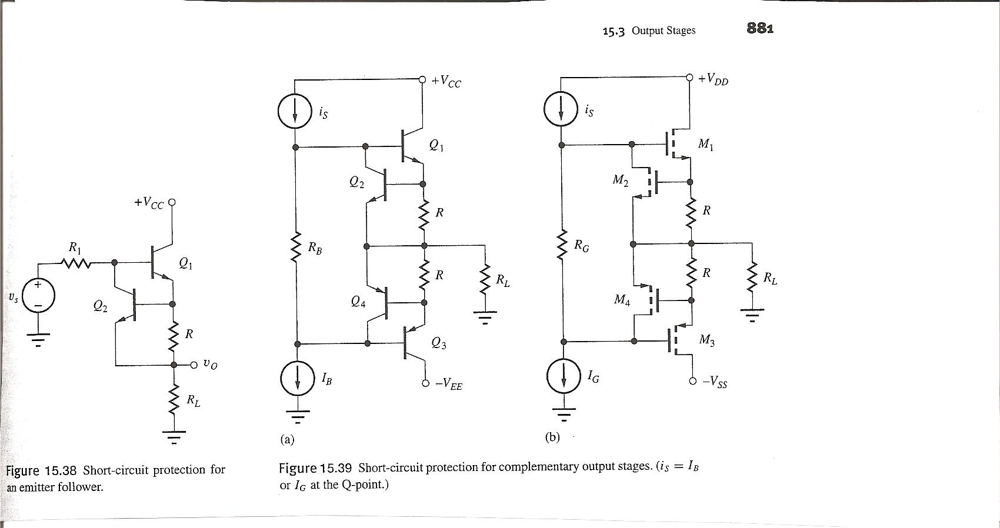 15.3 Output Stages 881
+VCC
R1
Q1
vs
Q2
R
vO
RL
Figure 15.38 Short-circuit protection for
an emitter follower.
+VCC
iS
Q1
Q2
R
RB
R
RL
Q4
Q3
IB
−VEE
(a)
+VDD
iS
M1
M2
R
RG
R
RL
M4
M3
IG
−VSS
(b)
Figure 15.39 Short-circuit protection for complementary output stages. (iS = IB
or IG at the Q-point.)